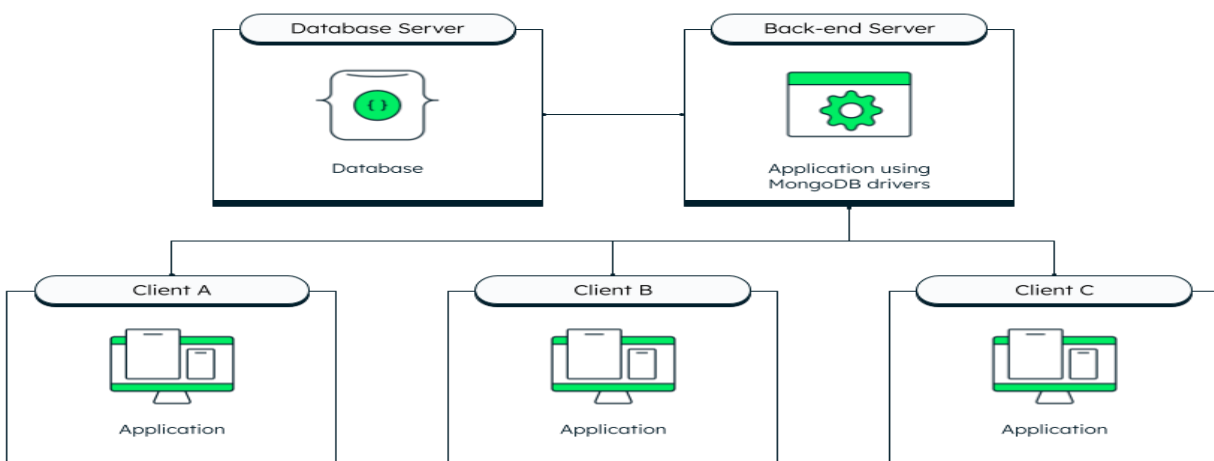 Database Server
Back-end Server
{ }
Database
Application using
MongoDB drivers
Client A
Client B
Client C
Application
Application
Application